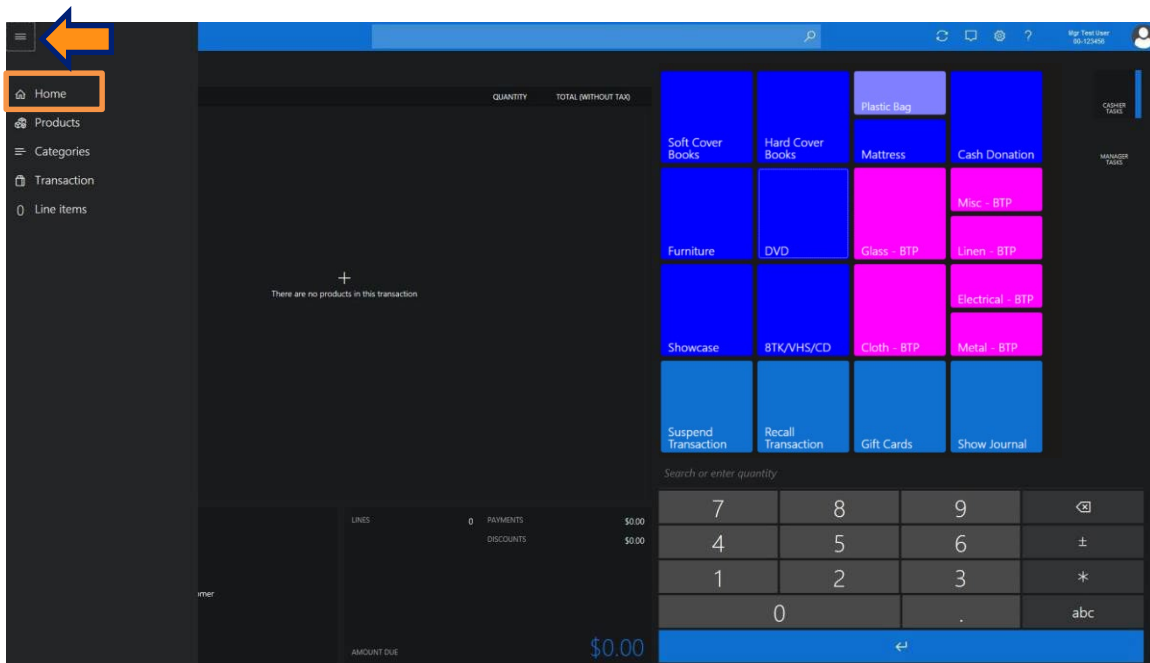 Mgr Test User
00-123456
?
Home
Products
Categories
Transaction
0 Line items
QUANTITY TOTAL (WITHOUT TAX)
There are no products in this transaction
Plastic Bag
Soft Cover
Books
Hard Cover
Books
Mattress
Cash Donation
Misc - BTP
Furniture
DVD
Glass - BTP
Linen - BTP
Electrical - BTP
Showcase
8TK/VHS/CD
Cloth - BTP
Metal - BTP
Suspend
Transaction
Recall
Transaction
Gift Cards
Show Journal
CASHIER
TASKS
MANAGER
TASKS
Search or enter quantity
7 8 9
4 5 6 ±
1 2 3 *
0 . abc
LINES 0 PAYMENTS $0.00
DISCOUNTS $0.00
omer
AMOUNT DUE $0.00